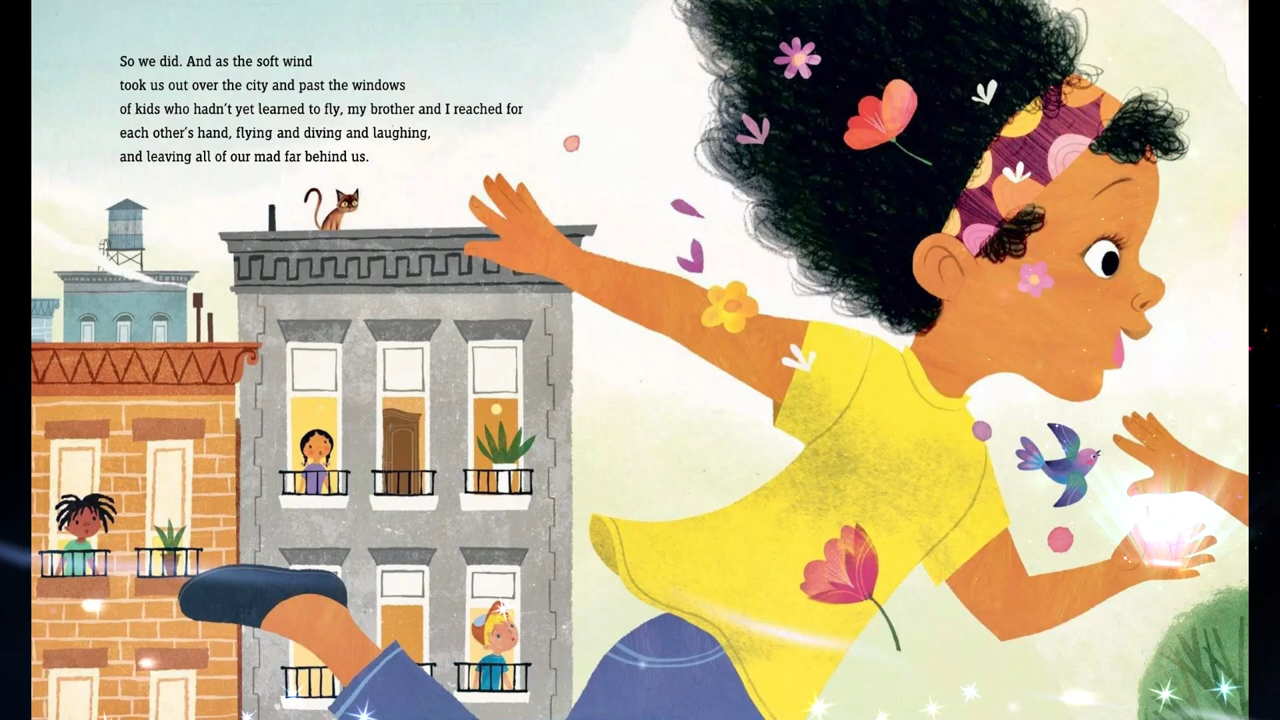 So we did. And as the soft wind
took us out over the city and past the windows
of kids who hadn’t yet learned to fly, my brother and I reached for
each other’s hand, flying and diving and laughing,
and leaving all of our mad far behind us.